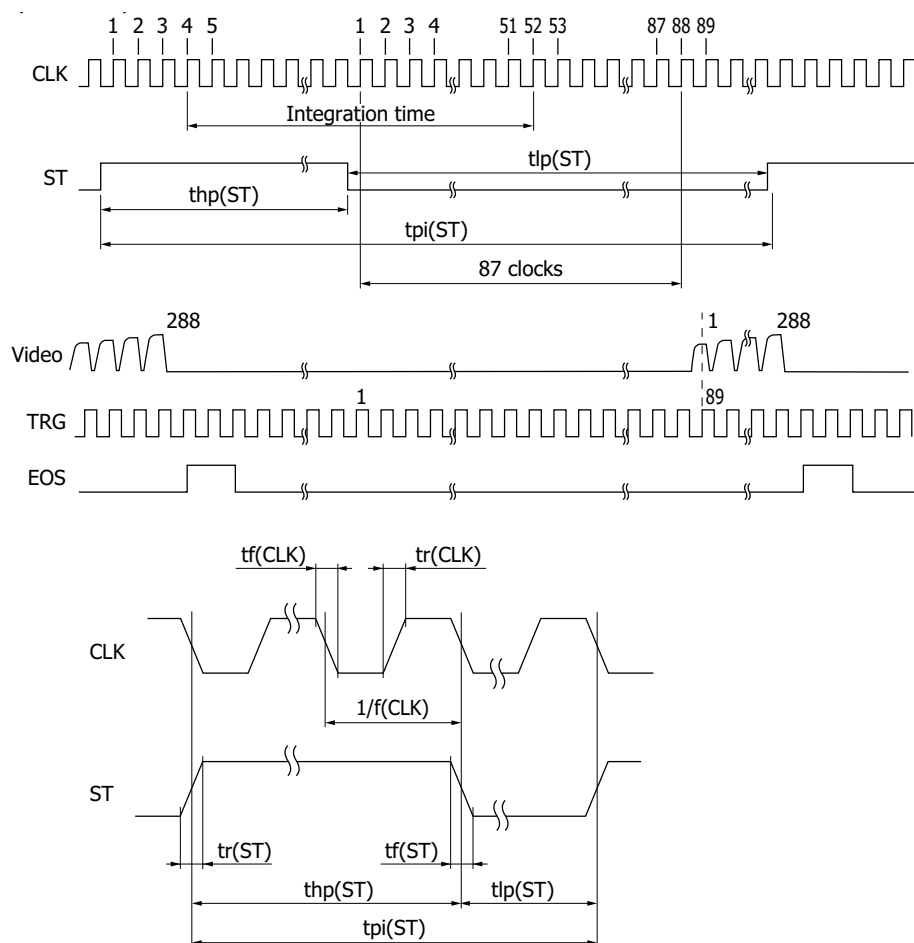 1 2 3 4 5 1 2 3 4 51 52 53 87 88 89
CLK
Integration time
tlp(ST)
ST
thp(ST)
tpi(ST)
87 clocks
288 1 288
Video
1 89
TRG
EOS
tf(CLK) tr(CLK)
CLK
1/f(CLK)
ST
tr(ST) tf(ST)
thp(ST) tlp(ST)
tpi(ST)